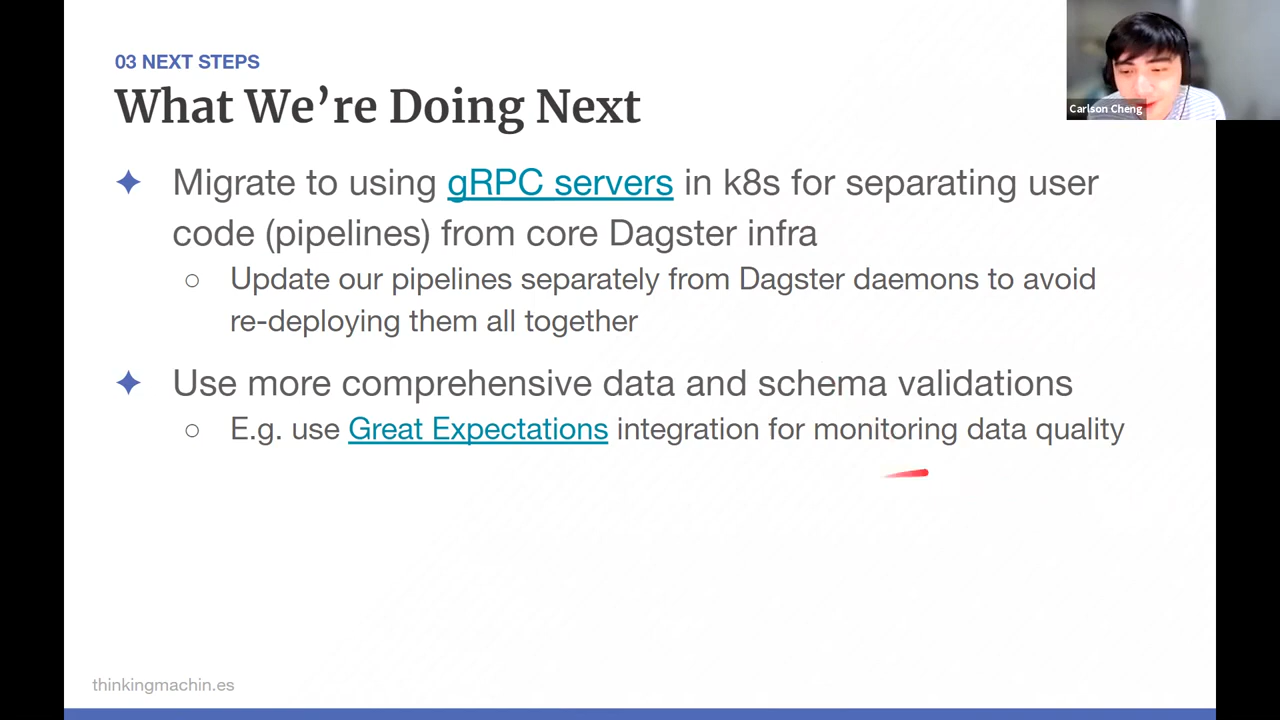 03 NEXT STEPS
What We’re Doing Next
Carlson Cheng
✦ Migrate to using gRPC servers in k8s for separating user
code (pipelines) from core Dagster infra
○ Update our pipelines separately from Dagster daemons to avoid
re-deploying them all together
✦ Use more comprehensive data and schema validations
○ E.g. use Great Expectations integration for monitoring data quality
thinkingmachin.es